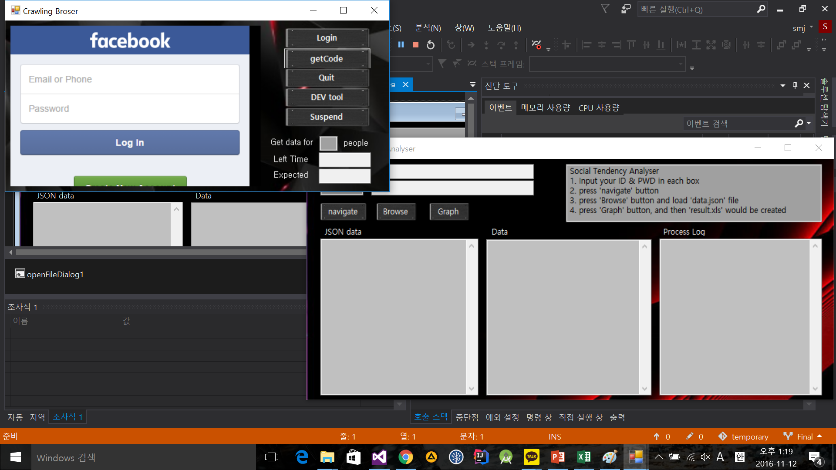 Crawling Broser
facebook
Email or Phone
Password
Log In
Login
getCode
Quit
DEV tool
Suspend
Get data for
people
Left Time
Expected
분석(N)
창(W)
도움말(H)
빠른 실행(Ctrl+Q)
smj
S
스택 프레임:
진단 도구
이벤트
메모리 사용량
CPU 사용량
이벤트 검색
Analyser
Social Tendency Analyser
1. input your ID & PWD in each box
2. press 'navigate' button
3. press 'Browse' button and load 'data.json' file
4. press 'Graph' button, and then 'result.xls' would be created
navigate
Browse
Graph
JSON data
Data
Process Log
JSON data
Data
openFileDialog1
조사식 1
이름
값
자동
지역
조사식 1
호출 스택
중단점
예외 설정
명령 창
직접 실행 창
출력
준비
줄: 1
열: 1
문자: 1
INS
0
0
temporary
Final
Windows 검색
A
오후 1:19
2016-11-12